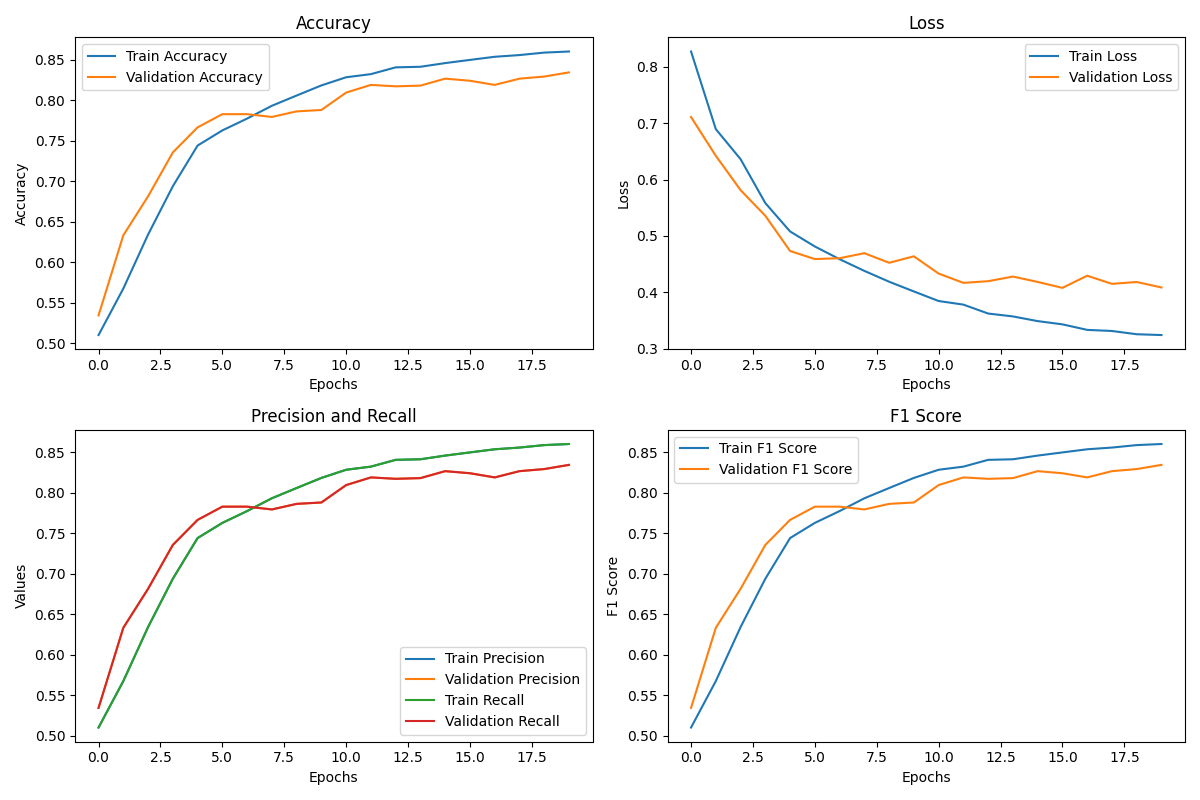 Accuracy
Train Accuracy
Validation Accuracy
Accuracy
0.85
0.80
0.75
0.70
0.65
0.60
0.55
0.50
0.0 2.5 5.0 7.5 10.0 12.5 15.0 17.5
Epochs
Loss
Train Loss
Validation Loss
Loss
0.8
0.7
0.6
0.5
0.4
0.3
0.0 2.5 5.0 7.5 10.0 12.5 15.0 17.5
Epochs
Precision and Recall
Values
0.85
0.80
0.75
0.70
0.65
0.60
0.55
0.50
Train Precision
Validation Precision
Train Recall
Validation Recall
0.0 2.5 5.0 7.5 10.0 12.5 15.0 17.5
Epochs
F1 Score
Train F1 Score
Validation F1 Score
F1 Score
0.85
0.80
0.75
0.70
0.65
0.60
0.55
0.50
0.0 2.5 5.0 7.5 10.0 12.5 15.0 17.5
Epochs